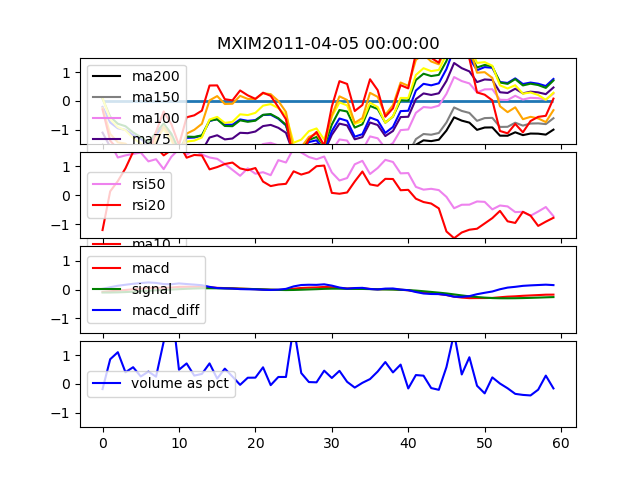 MXIM2011-04-05 00:00:00
1
0
−1
ma200
ma150
ma100
ma75
1
0
−1
rsi50
rsi20
ma10
1
0
−1
macd
signal
macd_diff
1
0
−1
volume as pct
0 10 20 30 40 50 60